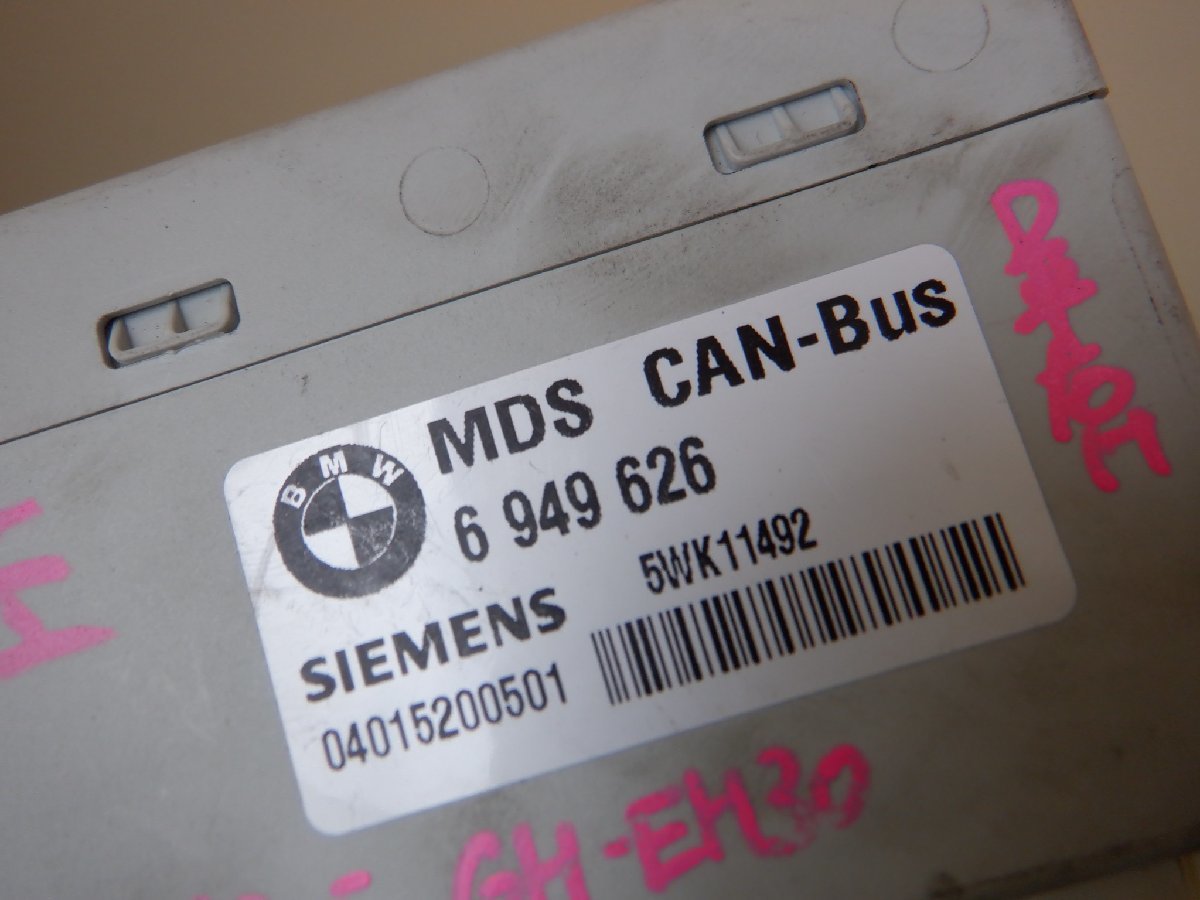 MDS CAN-Bus
BMW
6 949 626
5WK11492
SIEMENS
04015200501
GH-EH30